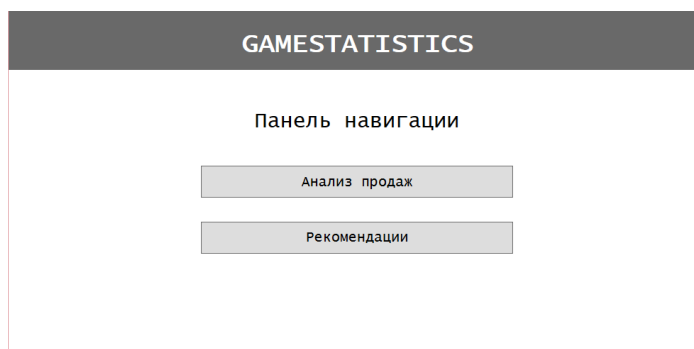 GAMESTATISTICS
Панель навигации
Анализ продаж
Рекомендации